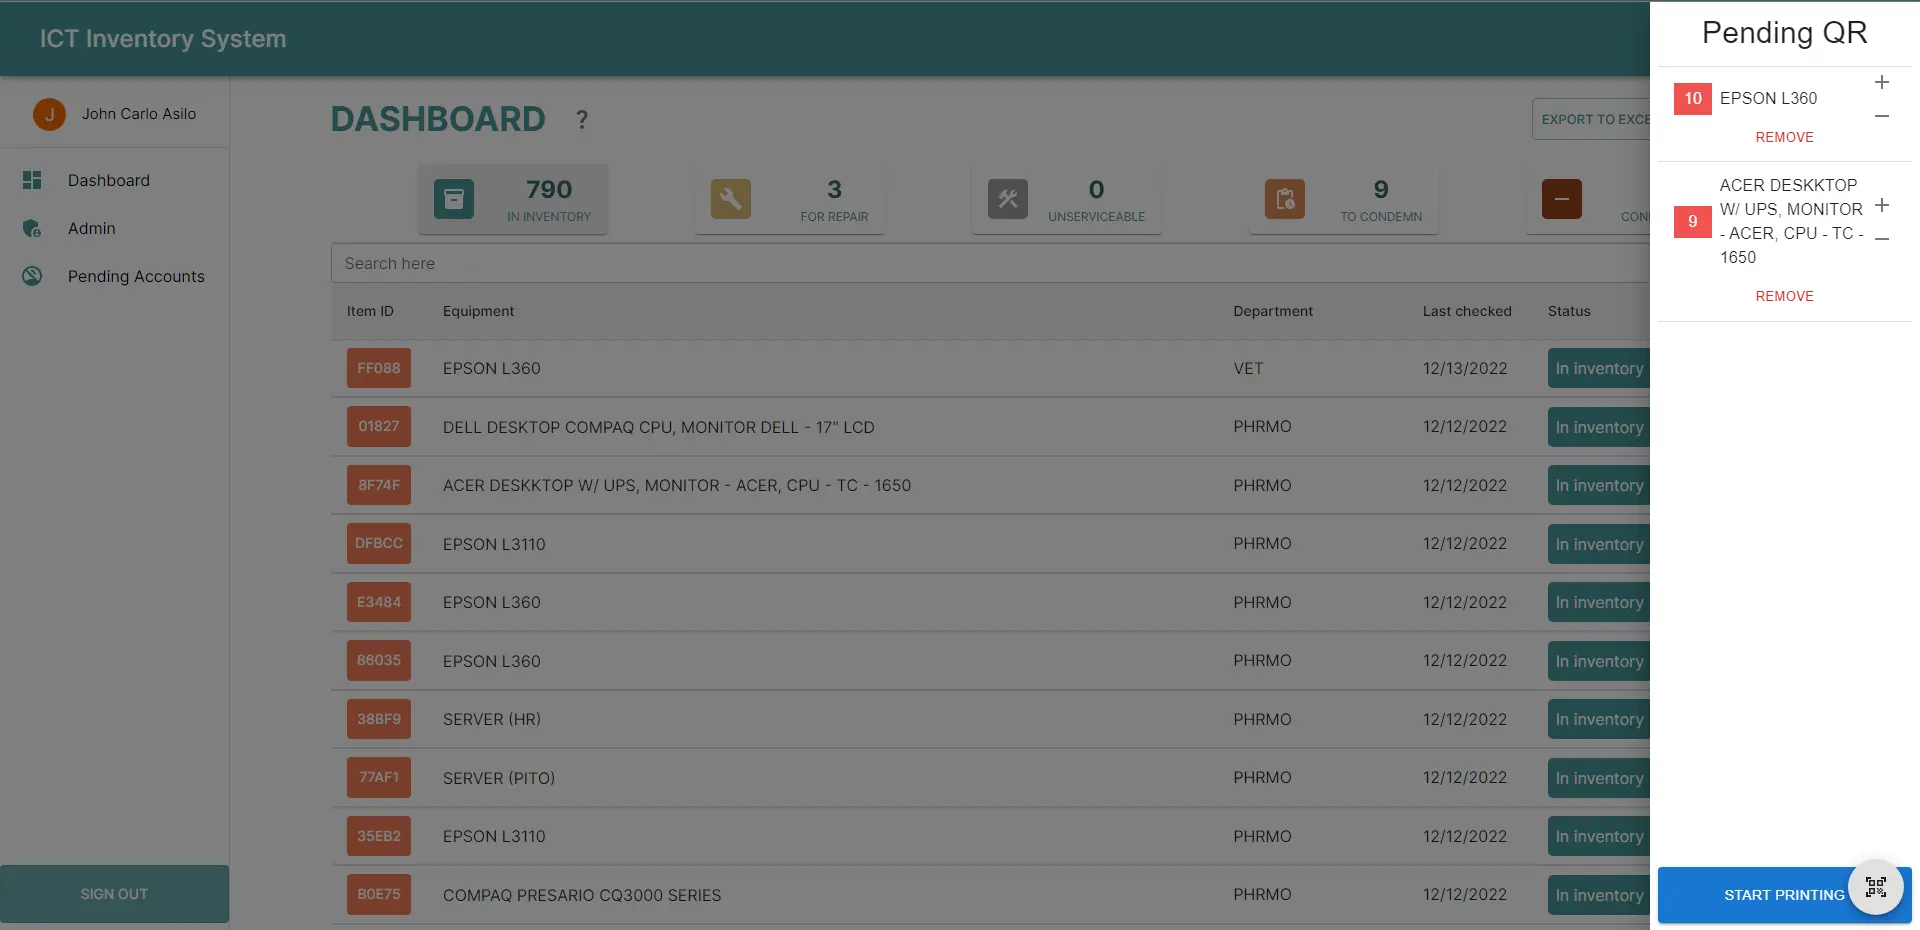 ICT Inventory System
J
John Carlo Asilo
Dashboard
Admin
Pending Accounts
SIGN OUT
DASHBOARD ?
EXPORT TO EXCE
790
IN INVENTORY
3
FOR REPAIR
0
UNSERVICEABLE
9
TO CONDEMN
CON
Search here
Item ID Equipment Department Last checked Status
FF088 EPSON L360 VET 12/13/2022 In inventory
01827 DELL DESKTOP COMPAQ CPU, MONITOR DELL - 17" LCD PHRMO 12/12/2022 In inventory
8F74F ACER DESKKTOP W/ UPS, MONITOR - ACER, CPU - TC - 1650 PHRMO 12/12/2022 In inventory
DFBCC EPSON L3110 PHRMO 12/12/2022 In inventory
E3484 EPSON L360 PHRMO 12/12/2022 In inventory
86035 EPSON L360 PHRMO 12/12/2022 In inventory
38BF9 SERVER (HR) PHRMO 12/12/2022 In inventory
77AF1 SERVER (PITO) PHRMO 12/12/2022 In inventory
35EB2 EPSON L3110 PHRMO 12/12/2022 In inventory
B0E75 COMPAQ PRESARIO CQ3000 SERIES PHRMO 12/12/2022 In inventory
Pending QR
10 EPSON L360
REMOVE
9
ACER DESKKTOP
W/ UPS, MONITOR
- ACER, CPU - TC -
1650
REMOVE
START PRINTING